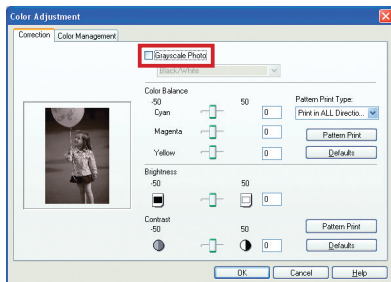 Color Adjustment
Correction
Color Management
Grayscale Photo
Black/White
Color Balance
-50
50
Cyan
0
Magenta
0
Yellow
0
Pattern Print Type:
Print in ALL Directio...
Pattern Print
Defaults
Brightness
-50
50
0
Contrast
-50
50
0
Pattern Print
Defaults
OK
Cancel
Help